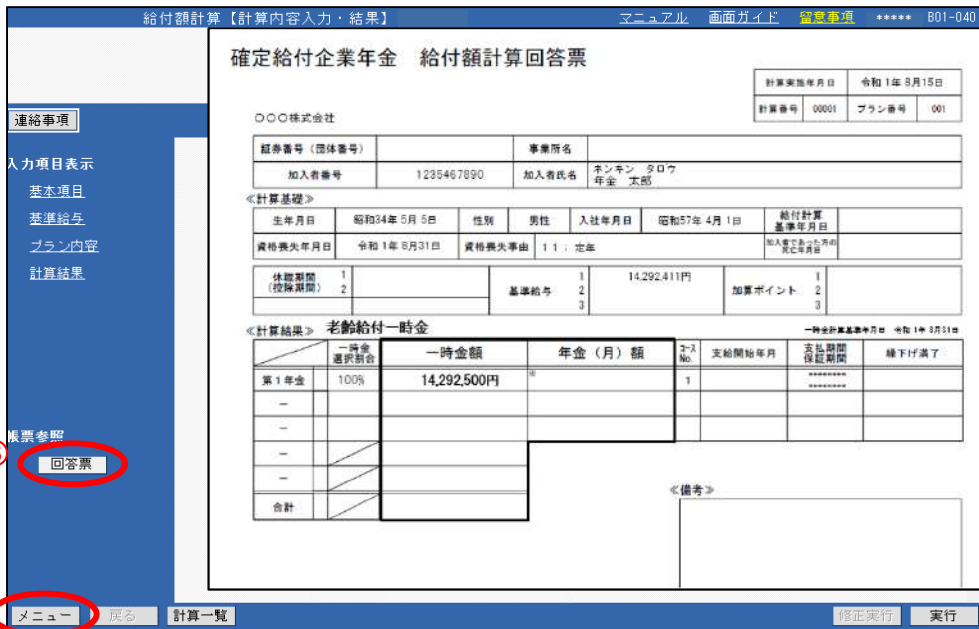 給付額計算【計算内容入力・結果】 マニュアル 画面ガイド 留意事項 ***** B01-040
連絡事項
入力項目表示
基本項目
基準給与
プラン内容
計算結果
帳票参照
回答票
確定給付企業年金 給付額計算回答票
計算実施年月日 令和 1年 8月15日
計算番号 00001 プラン番号 001
〇〇〇株式会社
証券番号（団体番号） 事業所名
加入者番号 1235467890 加入者氏名 ネンキン タロウ
年金 太郎
≪計算基礎≫
生年月日 昭和34年 5月 5日 性別 男性 入社年月日 昭和57年 4月 1日 給付計算
基準年月日
資格喪失年月日 令和 1年 8月31日 資格喪失事由 11：定年 加入者であった方の
死亡年月日
休職期間 1
(控除期間) 2
基準給与 1 14,292,411円
2
3
加算ポイント 1
2
3
≪計算結果≫ 老齢給付一時金 一時金計算基準年月日 令和 1年 8月31日
一時金
選択割合 一時金額 年金（月）額 ｺｰｽ
No. 支給開始年月 支払期間
保証期間 繰下げ満了
第1年金 100% 14,292,500円 ※ 1 ********
********
－
－
－
－
合計
≪備考≫
メニュー 戻る 計算一覧 修正実行 実行